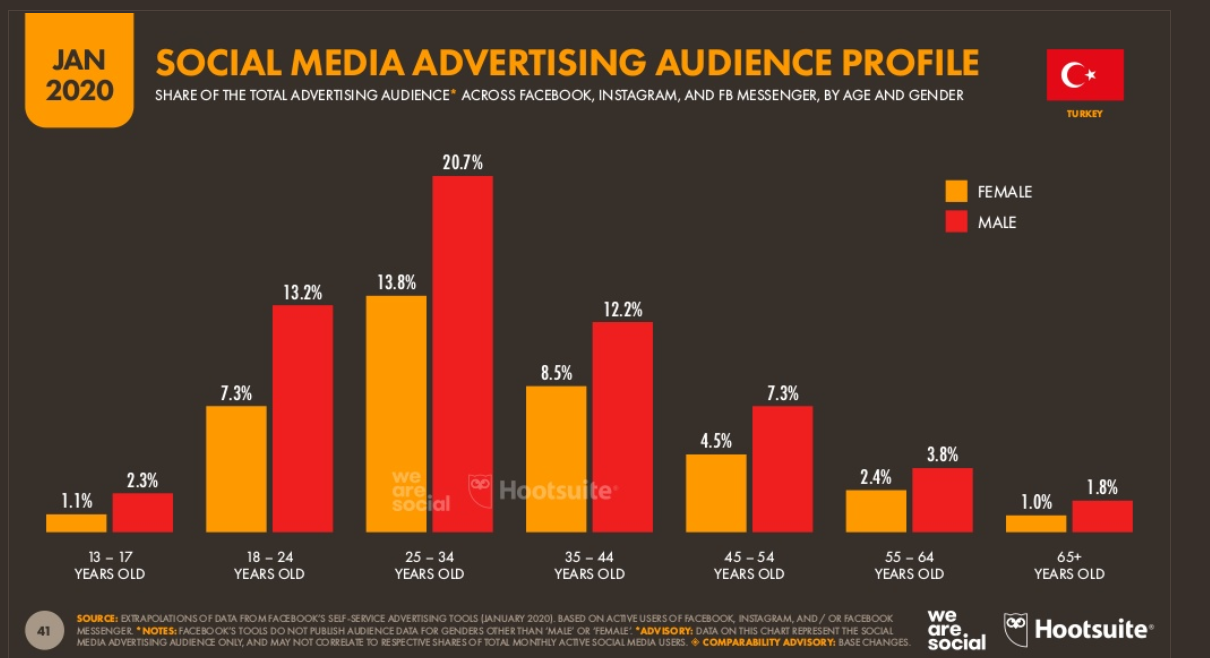 JAN
2020
SOCIAL MEDIA ADVERTISING AUDIENCE PROFILE
SHARE OF THE TOTAL ADVERTISING AUDIENCE* ACROSS FACEBOOK, INSTAGRAM, AND FB MESSENGER, BY AGE AND GENDER
TURKEY
FEMALE
MALE
1.1%
2.3%
7.3%
13.2%
13.8%
20.7%
8.5%
12.2%
4.5%
7.3%
2.4%
3.8%
1.0%
1.8%
we
are
social
Hootsuite®
13 – 17
YEARS OLD
18 – 24
YEARS OLD
25 – 34
YEARS OLD
35 – 44
YEARS OLD
45 – 54
YEARS OLD
55 – 64
YEARS OLD
65+
YEARS OLD
41
SOURCE: EXTRAPOLATIONS OF DATA FROM FACEBOOK'S SELF-SERVICE ADVERTISING TOOLS (JANUARY 2020). BASED ON ACTIVE USERS OF FACEBOOK, INSTAGRAM, AND / OR FACEBOOK
MESSENGER. *NOTES: FACEBOOK'S TOOLS DO NOT PUBLISH AUDIENCE DATA FOR GENDERS OTHER THAN 'MALE' OR 'FEMALE'. *ADVISORY: DATA ON THIS CHART REPRESENT THE SOCIAL
MEDIA ADVERTISING AUDIENCE ONLY, AND MAY NOT CORRELATE TO RESPECTIVE SHARES OF TOTAL MONTHLY ACTIVE SOCIAL MEDIA USERS. COMPARABILITY ADVISORY: BASE CHANGES.
we
are
social
Hootsuite®